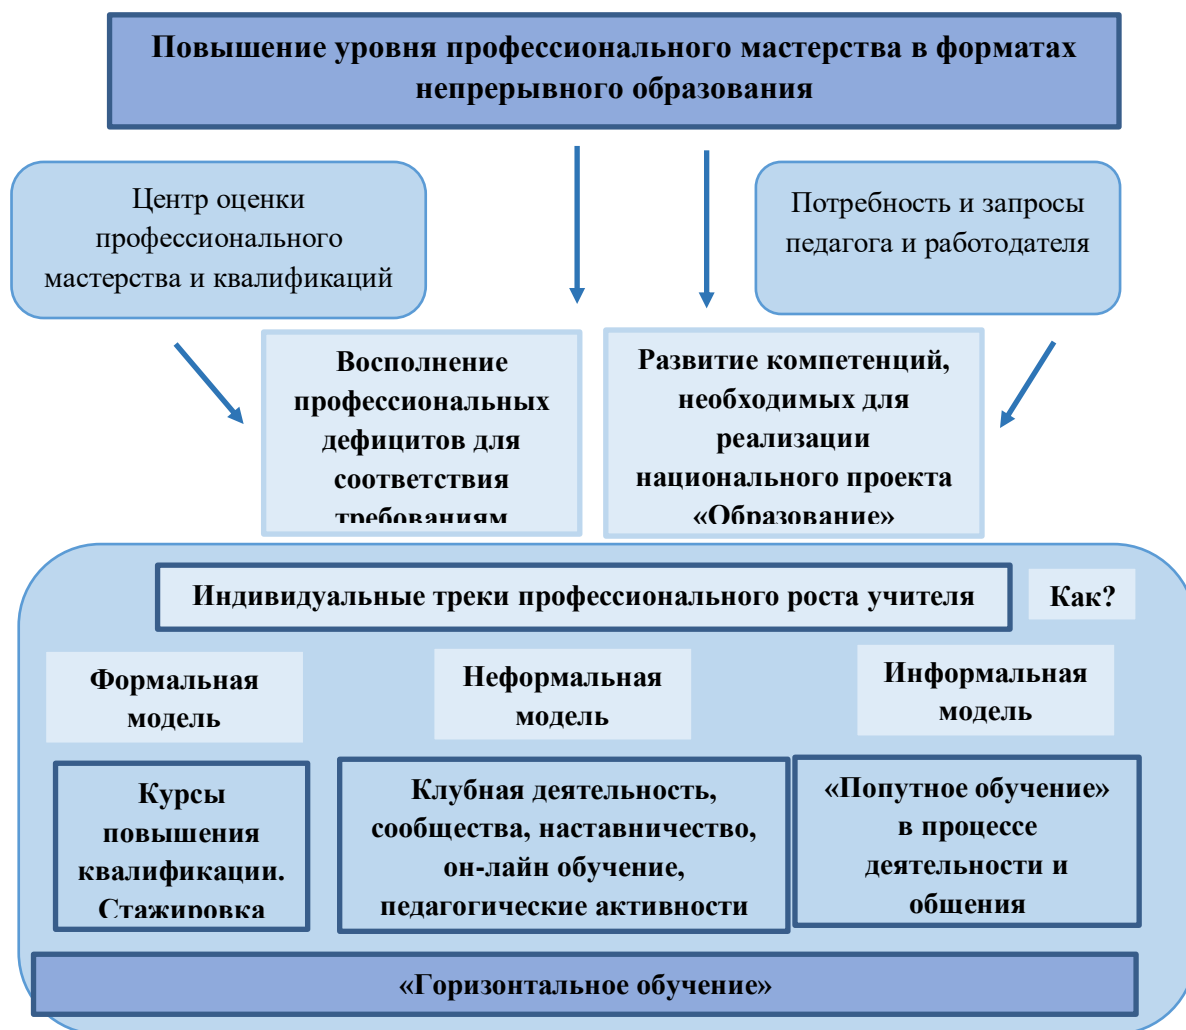 Повышение уровня профессионального мастерства в форматах
непрерывного образования
Центр оценки
профессионального
мастерства и квалификаций
Потребность и запросы
педагога и работодателя
Восполнение
профессиональных
дефицитов для
соответствия
требованиям
Развитие компетенций,
необходимых для
реализации
национального проекта
«Образование»
Индивидуальные треки профессионального роста учителя
Как?
Формальная
модель
Неформальная
модель
Информальная
модель
Курсы
повышения
квалификации.
Стажировка
Клубная деятельность,
сообщества, наставничество,
он-лайн обучение,
педагогические активности
«Попутное обучение»
в процессе
деятельности и
общения
«Горизонтальное обучение»